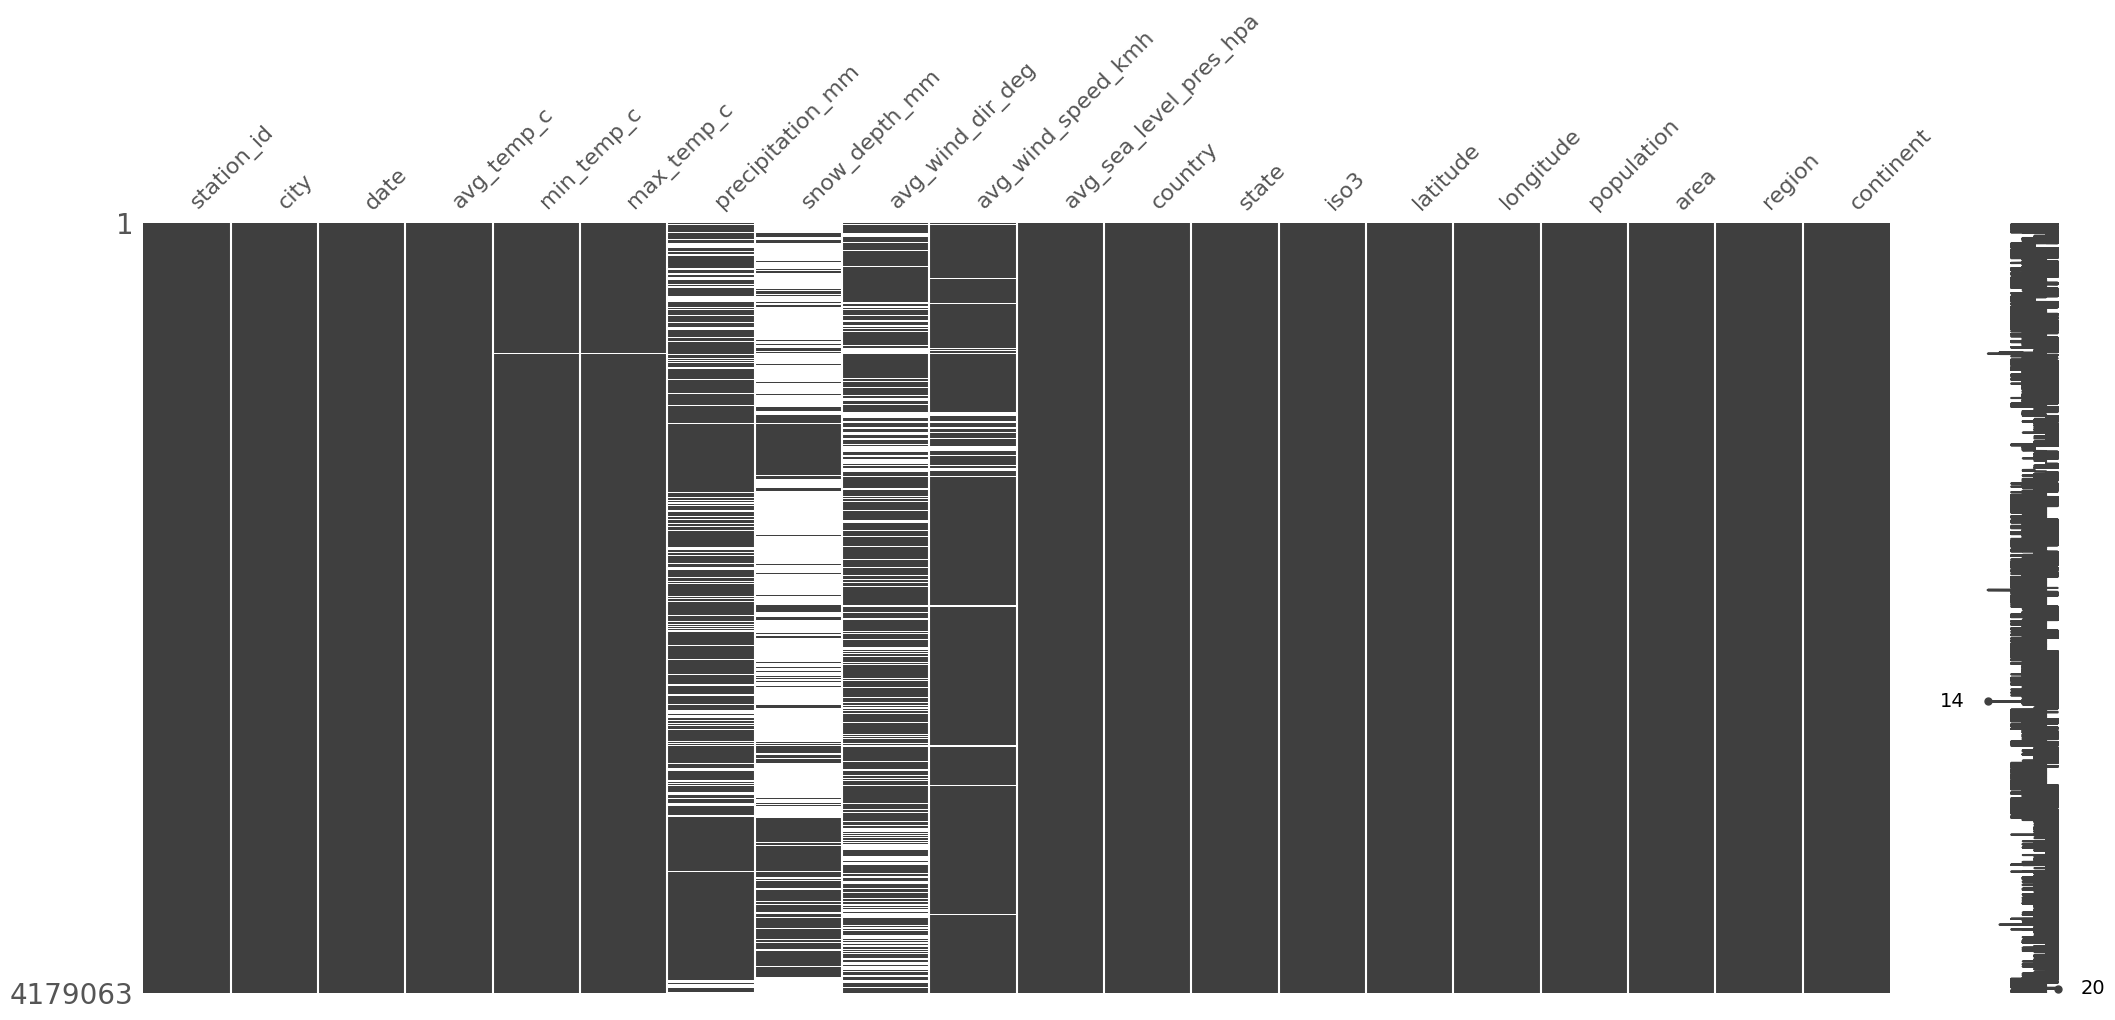 station_id
city
date
avg_temp_c
min_temp_c
max_temp_c
precipitation_mm
snow_depth_mm
avg_wind_dir_deg
avg_wind_speed_kmh
avg_sea_level_pres_hpa
country
state
iso3
latitude
longitude
population
area
region
continent
1
14
4179063
20